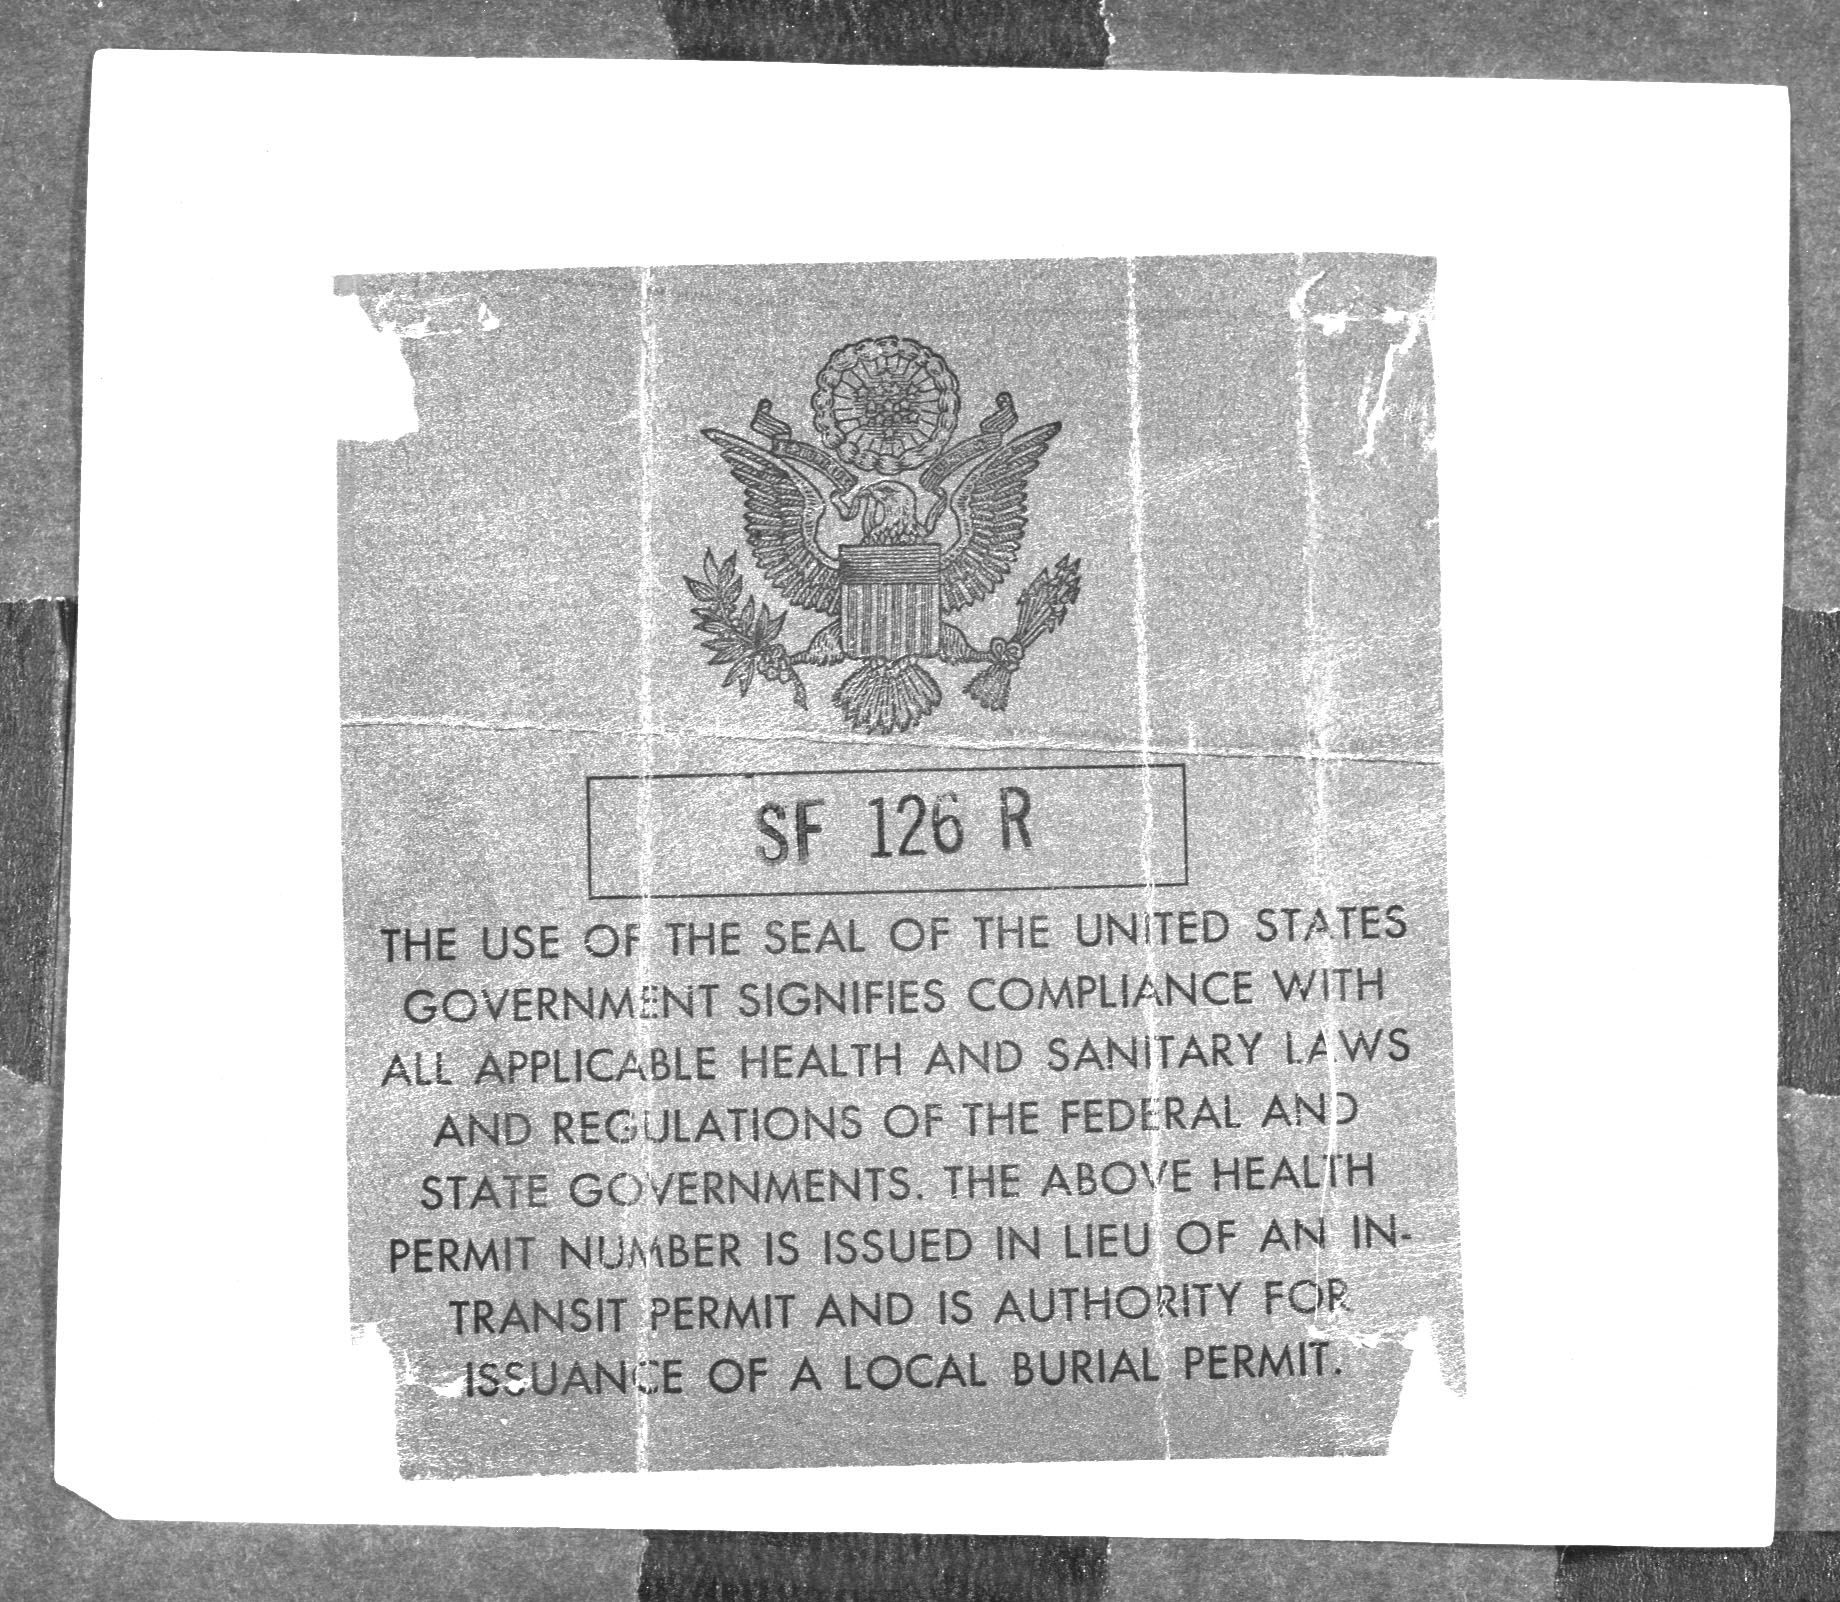 SF 126 R
THE USE OF THE SEAL OF THE UNITED STATES
GOVERNMENT SIGNIFIES COMPLIANCE WITH
ALL APPLICABLE HEALTH AND SANITARY LAWS
AND REGULATIONS OF THE FEDERAL AND
STATE GOVERNMENTS. THE ABOVE HEALTH
PERMIT NUMBER IS ISSUED IN LIEU OF AN IN-
TRANSIT PERMIT AND IS AUTHORITY FOR
ISSUANCE OF A LOCAL BURIAL PERMIT.